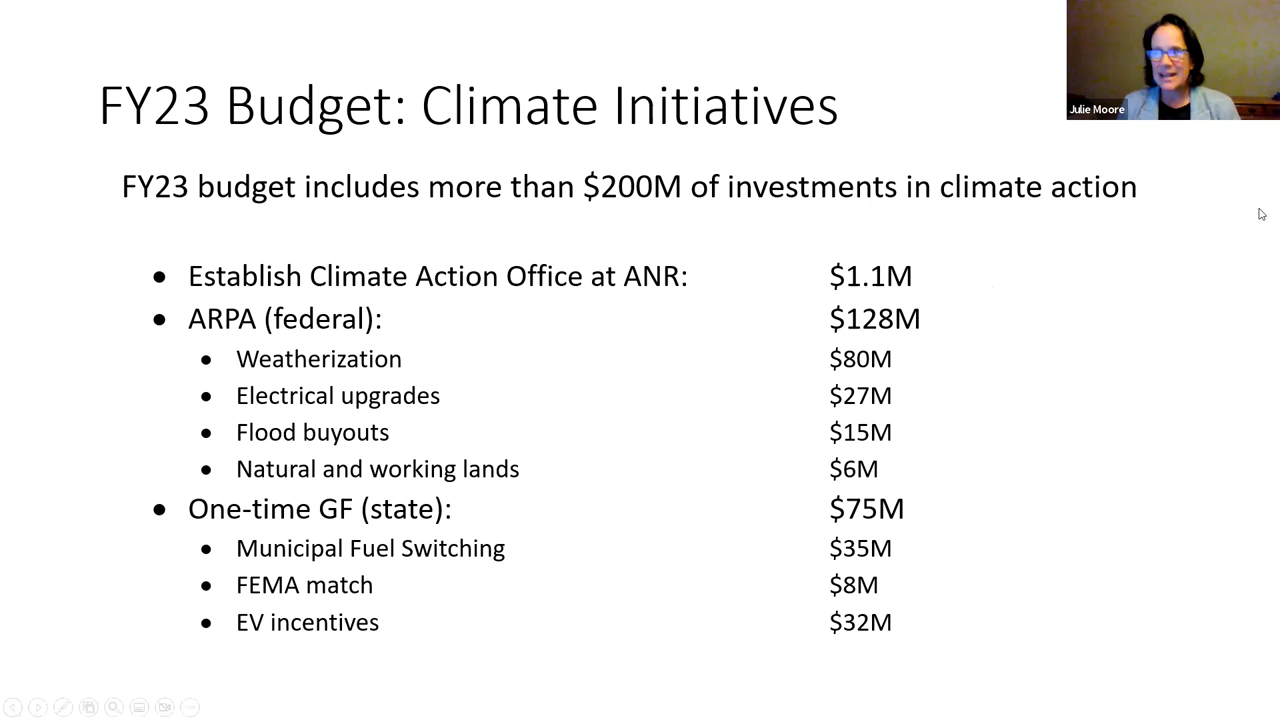 FY23 Budget: Climate Initiatives
Julie Moore
FY23 budget includes more than $200M of investments in climate action
• Establish Climate Action Office at ANR: $1.1M
• ARPA (federal): $128M
• Weatherization $80M
• Electrical upgrades $27M
• Flood buyouts $15M
• Natural and working lands $6M
• One-time GF (state): $75M
• Municipal Fuel Switching $35M
• FEMA match $8M
• EV incentives $32M